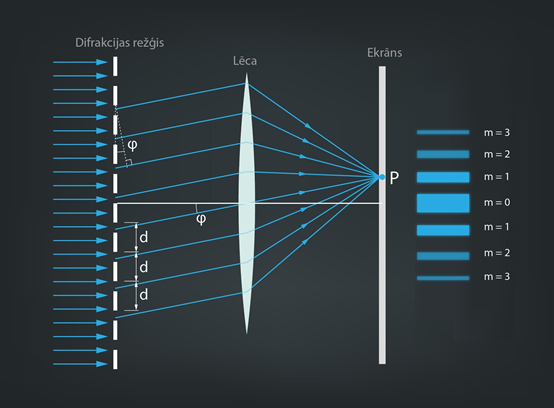 Difrakcijas režģis
Lēca
Ekrāns
φ
P
φ
d
d
d
m = 3
m = 2
m = 1
m = 0
m = 1
m = 2
m = 3